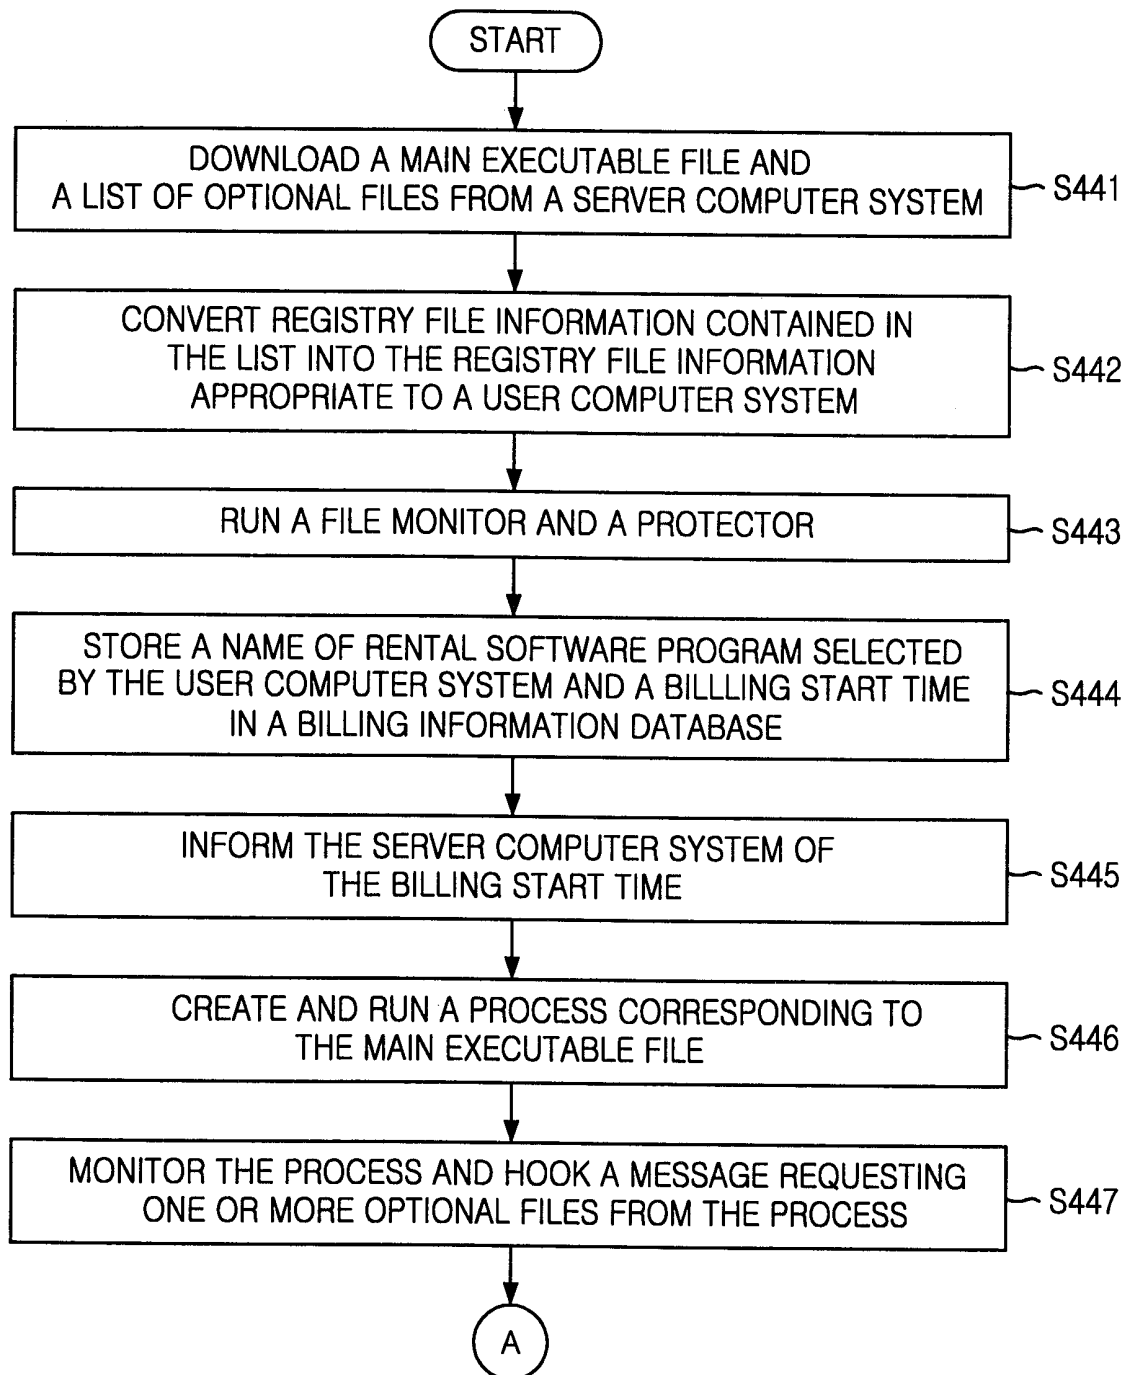 START
DOWNLOAD A MAIN EXECUTABLE FILE AND
A LIST OF OPTIONAL FILES FROM A SERVER COMPUTER SYSTEM
S441
CONVERT REGISTRY FILE INFORMATION CONTAINED IN
THE LIST INTO THE REGISTRY FILE INFORMATION
APPROPRIATE TO A USER COMPUTER SYSTEM
S442
RUN A FILE MONITOR AND A PROTECTOR
S443
STORE A NAME OF RENTAL SOFTWARE PROGRAM SELECTED
BY THE USER COMPUTER SYSTEM AND A BILLLING START TIME
IN A BILLING INFORMATION DATABASE
S444
INFORM THE SERVER COMPUTER SYSTEM OF
THE BILLING START TIME
S445
CREATE AND RUN A PROCESS CORRESPONDING TO
THE MAIN EXECUTABLE FILE
S446
MONITOR THE PROCESS AND HOOK A MESSAGE REQUESTING
ONE OR MORE OPTIONAL FILES FROM THE PROCESS
S447
A